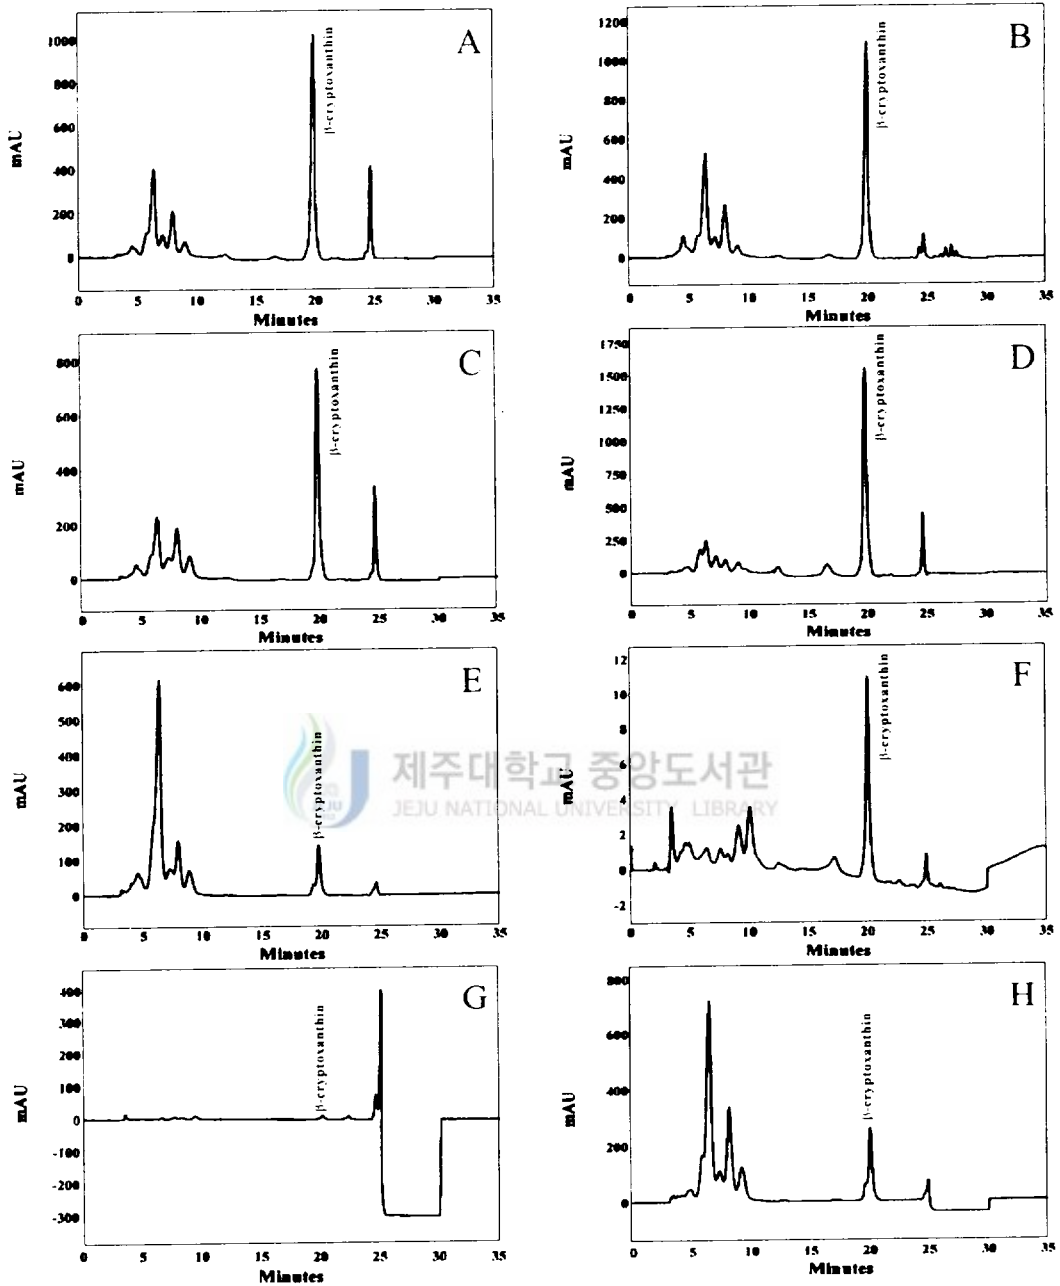 A
1000
800
600
400
200
0
mAU
β-cryptoxanthin
0 5 10 15 20 25 30 35
Minutes
B
1200
1000
800
600
400
200
0
mAU
β-cryptoxanthin
0 5 10 15 20 25 30 35
Minutes
C
800
600
400
200
0
mAU
β-cryptoxanthin
0 5 10 15 20 25 30 35
Minutes
D
1750
1500
1250
1000
750
500
250
0
mAU
β-cryptoxanthin
0 5 10 15 20 25 30 35
Minutes
E
600
500
400
300
200
100
0
mAU
β-cryptoxanthin
0 5 10 15 20 25 30 35
Minutes
F
12
10
8
6
4
2
0
-2
mAU
β-cryptoxanthin
0 5 10 15 20 25 30 35
Minutes
제주대학교 중앙도서관
JEJU NATIONAL UNIVERSITY LIBRARY
G
400
300
200
100
0
-100
-200
-300
mAU
β-cryptoxanthin
0 5 10 15 20 25 30 35
Minutes
H
800
600
400
200
0
mAU
β-cryptoxanthin
0 5 10 15 20 25 30 35
Minutes